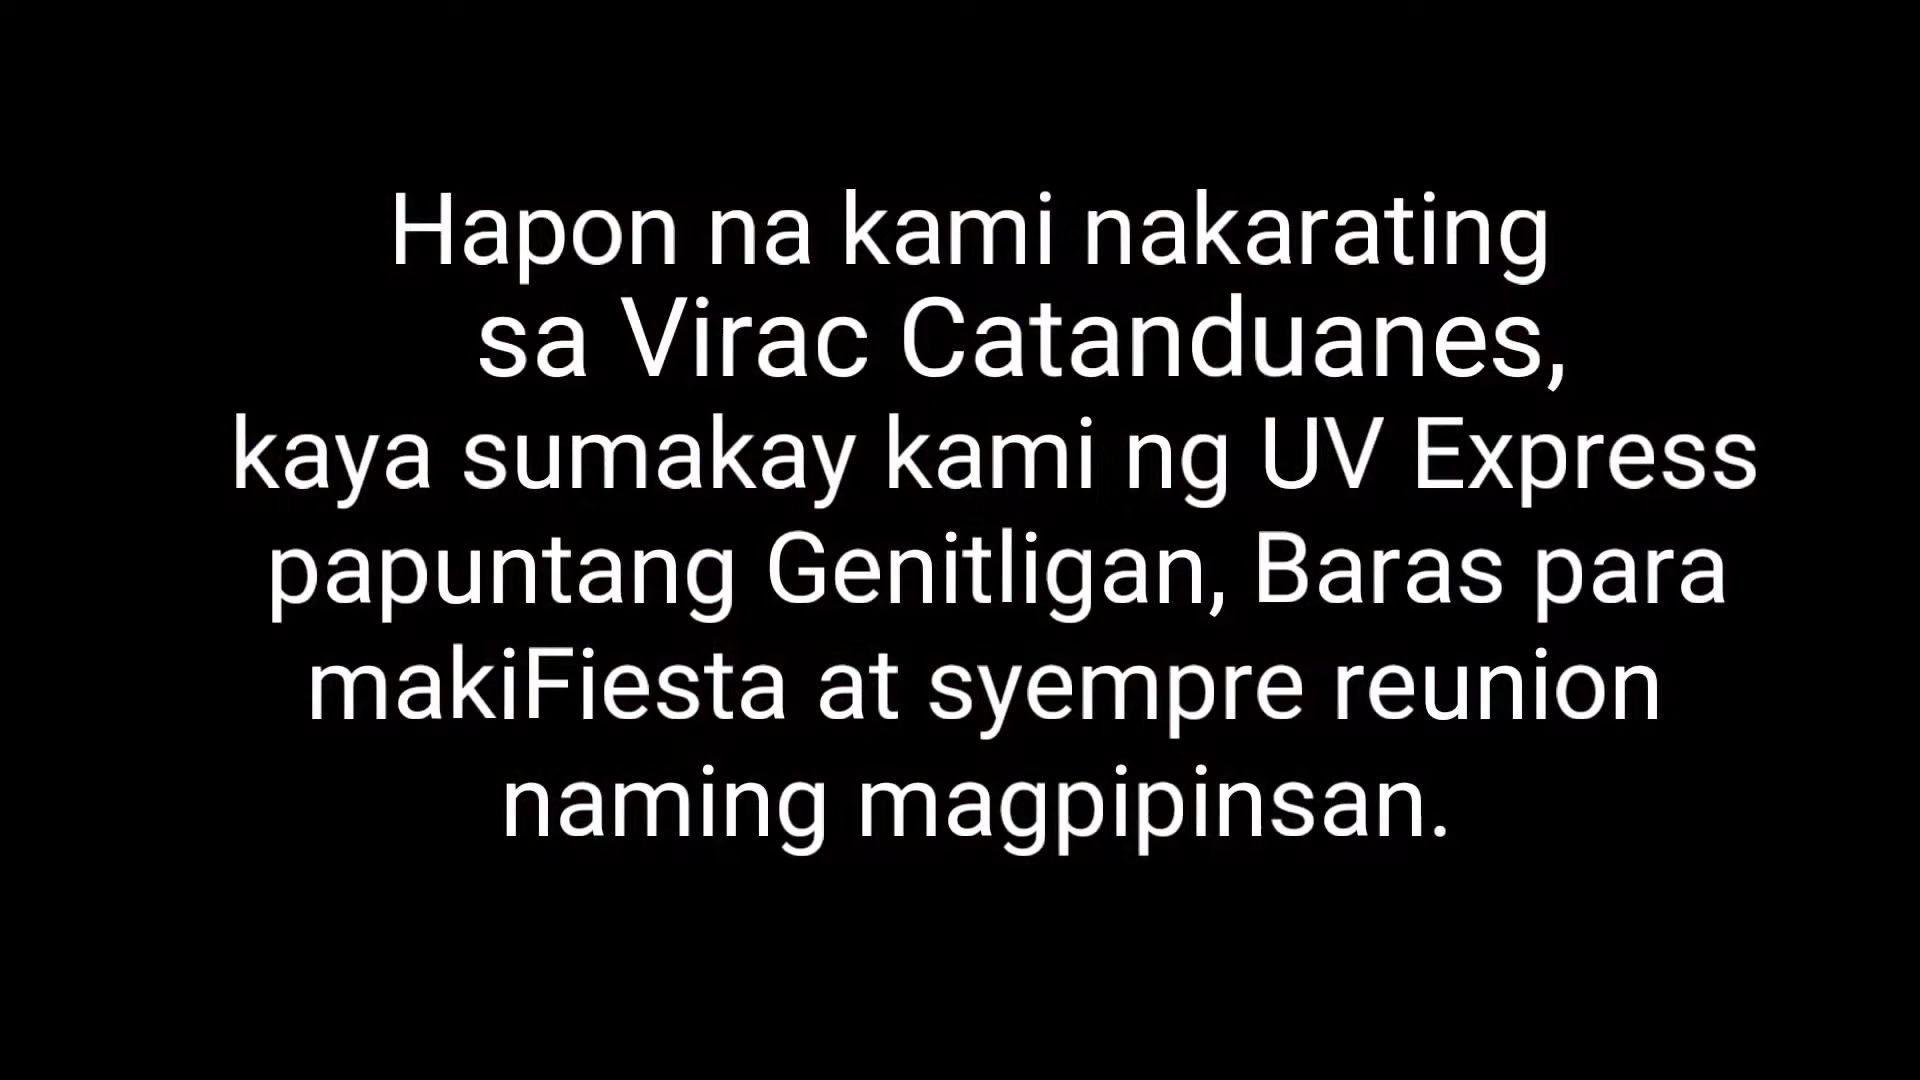 Hapon na kami nakarating
sa Virac Catanduanes,
kaya sumakay kami ng UV Express
papuntang Genitligan, Baras para
makiFiesta at syempre reunion
naming magpipinsan.